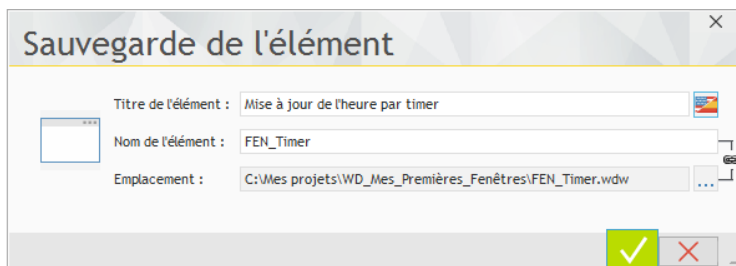 Sauvegarde de l'élément
Titre de l'élément : Mise à jour de l'heure par timer
Nom de l'élément : FEN_Timer
Emplacement : C:\Mes projets\WD_Mes_Premières_Fenêtres\FEN_Timer.wdw ...